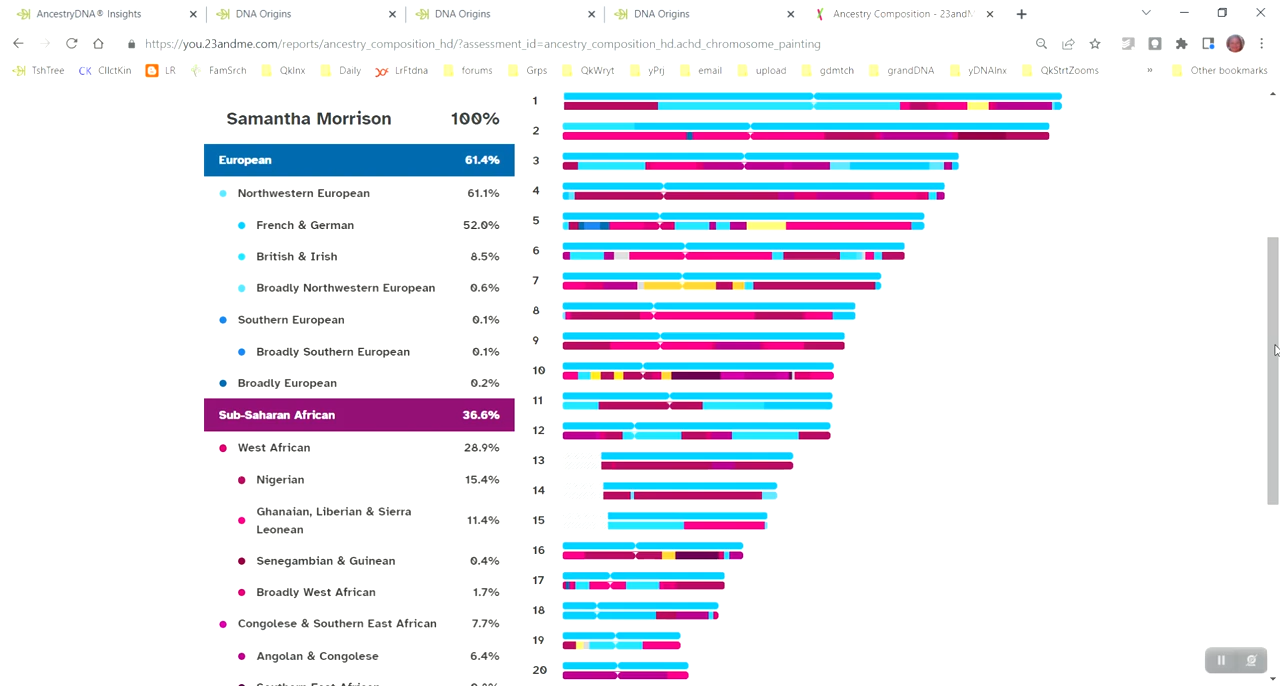 AncestryDNA® Insights
DNA Origins
DNA Origins
DNA Origins
Ancestry Composition - 23andM
https://you.23andme.com/reports/ancestry_composition_hd/?assessment_id=ancestry_composition_hd.achd_chromosome_painting
TshTree CK ClictKin LR FamSrch QkInx Daily LrFtdna forums Grps QkWryt yPrj email upload gdmtch grandDNA yDNAInx QkStrtZooms » Other bookmarks
Samantha Morrison 100%
European 61.4%
Northwestern European 61.1%
French & German 52.0%
British & Irish 8.5%
Broadly Northwestern European 0.6%
Southern European 0.1%
Broadly Southern European 0.1%
Broadly European 0.2%
Sub-Saharan African 36.6%
West African 28.9%
Nigerian 15.4%
Ghanaian, Liberian & Sierra
Leonean 11.4%
Senegambian & Guinean 0.4%
Broadly West African 1.7%
Congolese & Southern East African 7.7%
Angolan & Congolese 6.4%
1
2
3
4
5
6
7
8
9
10
11
12
13
14
15
16
17
18
19
20